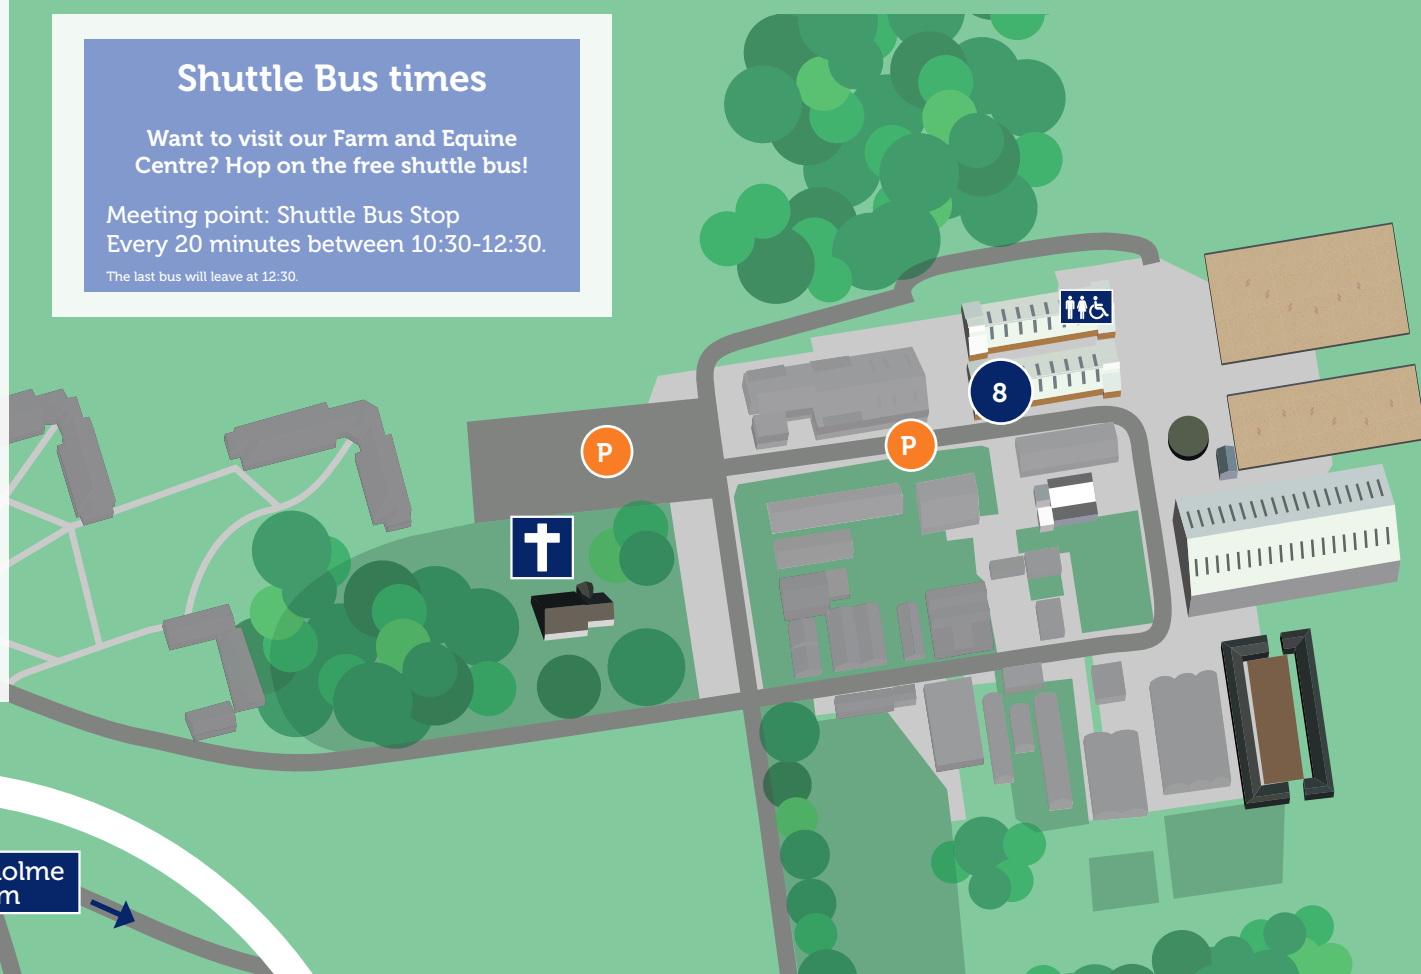 Shuttle Bus times
Want to visit our Farm and Equine
Centre? Hop on the free shuttle bus!
Meeting point: Shuttle Bus Stop
Every 20 minutes between 10:30-12:30.
The last bus will leave at 12:30.
8
P
P